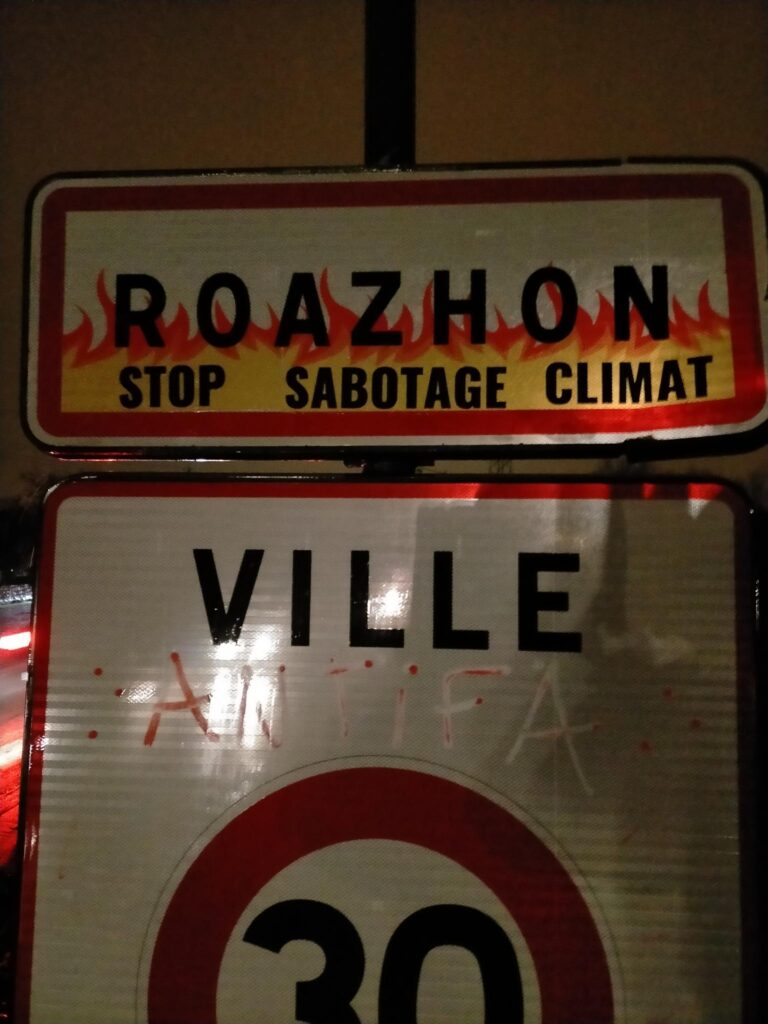 ROAZHON
STOP SABOTAGE CLIMAT
VILLE
ANTIFA
30